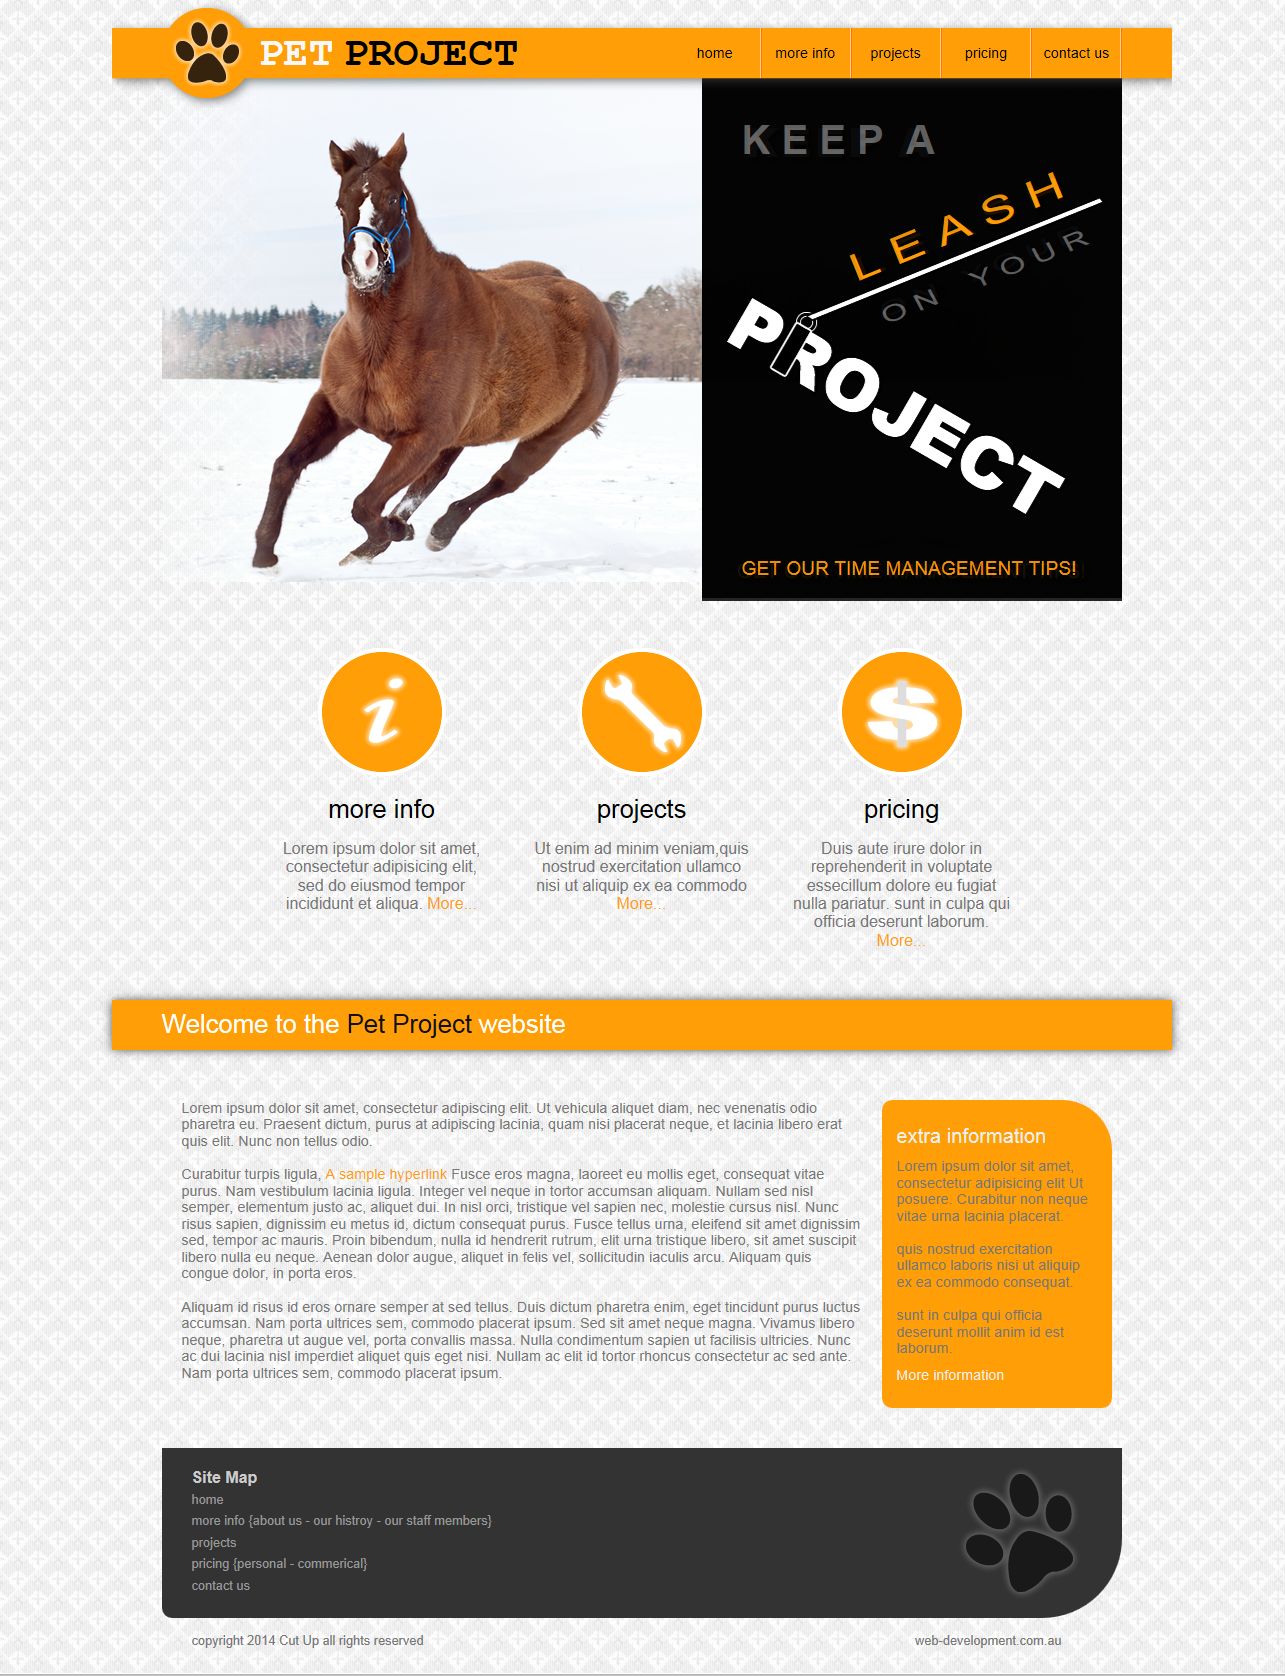 PET PROJECT
home
more info
projects
pricing
contact us
KEEP A
LEASH
ON YOUR
PROJECT
GET OUR TIME MANAGEMENT TIPS!
more info
Lorem ipsum dolor sit amet,
consectetur adipisicing elit,
sed do eiusmod tempor
incididunt et aliqua. More...
projects
Ut enim ad minim veniam,quis
nostrud exercitation ullamco
nisi ut aliquip ex ea commodo
More...
pricing
Duis aute irure dolor in
reprehenderit in voluptate
essecillum dolore eu fugiat
nulla pariatur. sunt in culpa qui
officia deserunt laborum.
More...
Welcome to the Pet Project website
Lorem ipsum dolor sit amet, consectetur adipiscing elit. Ut vehicula aliquet diam, nec venenatis odio
pharetra eu. Praesent dictum, purus at adipiscing lacinia, quam nisi placerat neque, et lacinia libero erat
quis elit. Nunc non tellus odio.
Curabitur turpis ligula, A sample hyperlink Fusce eros magna, laoreet eu mollis eget, consequat vitae
purus. Nam vestibulum lacinia ligula. Integer vel neque in tortor accumsan aliquam. Nullam sed nisl
semper, elementum justo ac, aliquet dui. In nisl orci, tristique vel sapien nec, molestie cursus nisl. Nunc
risus sapien, dignissim eu metus id, dictum consequat purus. Fusce tellus urna, eleifend sit amet dignissim
sed, tempor ac mauris. Proin bibendum, nulla id hendrerit rutrum, elit urna tristique libero, sit amet suscipit
libero nulla eu neque. Aenean dolor augue, aliquet in felis vel, sollicitudin iaculis arcu. Aliquam quis
congue dolor, in porta eros.
Aliquam id risus id eros ornare semper at sed tellus. Duis dictum pharetra enim, eget tincidunt purus luctus
accumsan. Nam porta ultrices sem, commodo placerat ipsum. Sed sit amet neque magna. Vivamus libero
neque, pharetra ut augue vel, porta convallis massa. Nulla condimentum sapien ut facilisis ultricies. Nunc
ac dui lacinia nisl imperdiet aliquet quis eget nisi. Nullam ac elit id tortor rhoncus consectetur ac sed ante.
Nam porta ultrices sem, commodo placerat ipsum.
extra information
Lorem ipsum dolor sit amet,
consectetur adipisicing elit Ut
posuere. Curabitur non neque
vitae urna lacinia placerat.
quis nostrud exercitation
ullamco laboris nisi ut aliquip
ex ea commodo consequat.
sunt in culpa qui officia
deserunt mollit anim id est
laborum.
More information
Site Map
home
more info {about us - our histroy - our staff members}
projects
pricing {personal - commerical}
contact us
copyright 2014 Cut Up all rights reserved
web-development.com.au